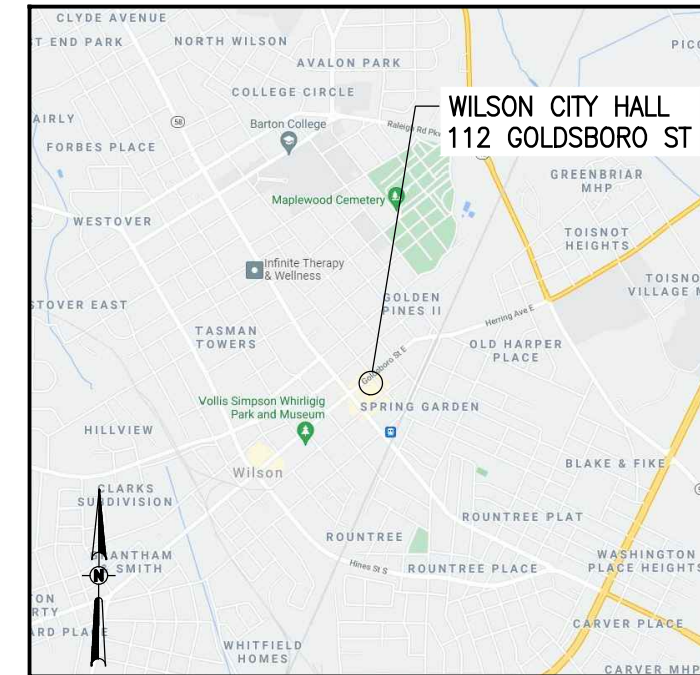 CLYDE AVENUE
ST END PARK
NORTH WILSON
PICO
AVALON PARK
COLLEGE CIRCLE
WILSON CITY HALL
112 GOLDSBORO ST
AIRLY
58
Barton College
Raleigh Rd Pkwy
FORBES PLACE
GREENBRIAR
MHP
Maplewood Cemetery
WESTOVER
TOISNOT
HEIGHTS
Infinite Therapy
& Wellness
TOISNO
VILLAGE M
STOVER EAST
GOLDEN
PINES II
TASMAN
TOWERS
Herring Ave E
OLD HARPER
PLACE
Goldsboro St E
Vollis Simpson Whirligig
Park and Museum
SPRING GARDEN
HILLVIEW
BLAKE & FIKE
Wilson
CLARKS
SUBDIVISION
ROUNTREE PLAT
ROUNTREE
GRANTHAM
SMITH
N
WASHINGTON
PLACE HEIGHTS
Hines St S
ROUNTREE PLACE
TON
RTY
ARD PLACE
CARVER PLACE
WHITFIELD
HOMES
CARVER MHP